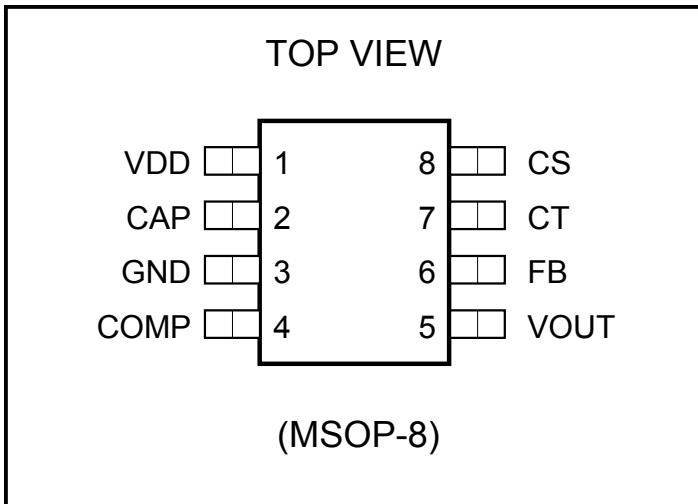 TOP VIEW
VDD 1 8 CS
CAP 2 7 CT
GND 3 6 FB
COMP 4 5 VOUT
(MSOP-8)